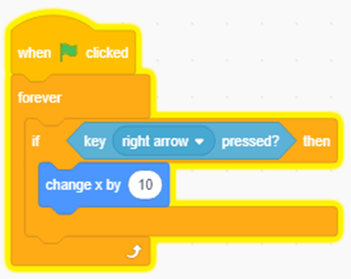 when clicked
forever
if key right arrow pressed? then
change x by 10